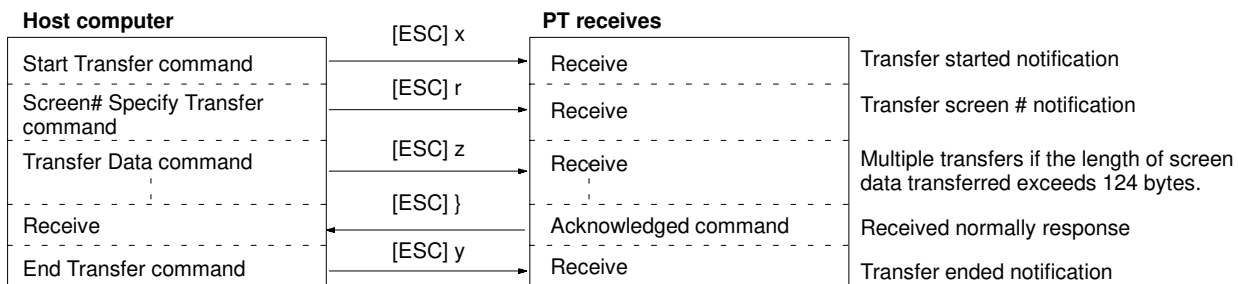 Host computer
PT receives
[ESC] x
Start Transfer command
Receive
Transfer started notification
[ESC] r
Screen# Specify Transfer
command
Receive
Transfer screen # notification
[ESC] z
Transfer Data command
Receive
Multiple transfers if the length of screen
data transferred exceeds 124 bytes.
[ESC] }
Receive
Acknowledged command
Received normally response
[ESC] y
End Transfer command
Receive
Transfer ended notification